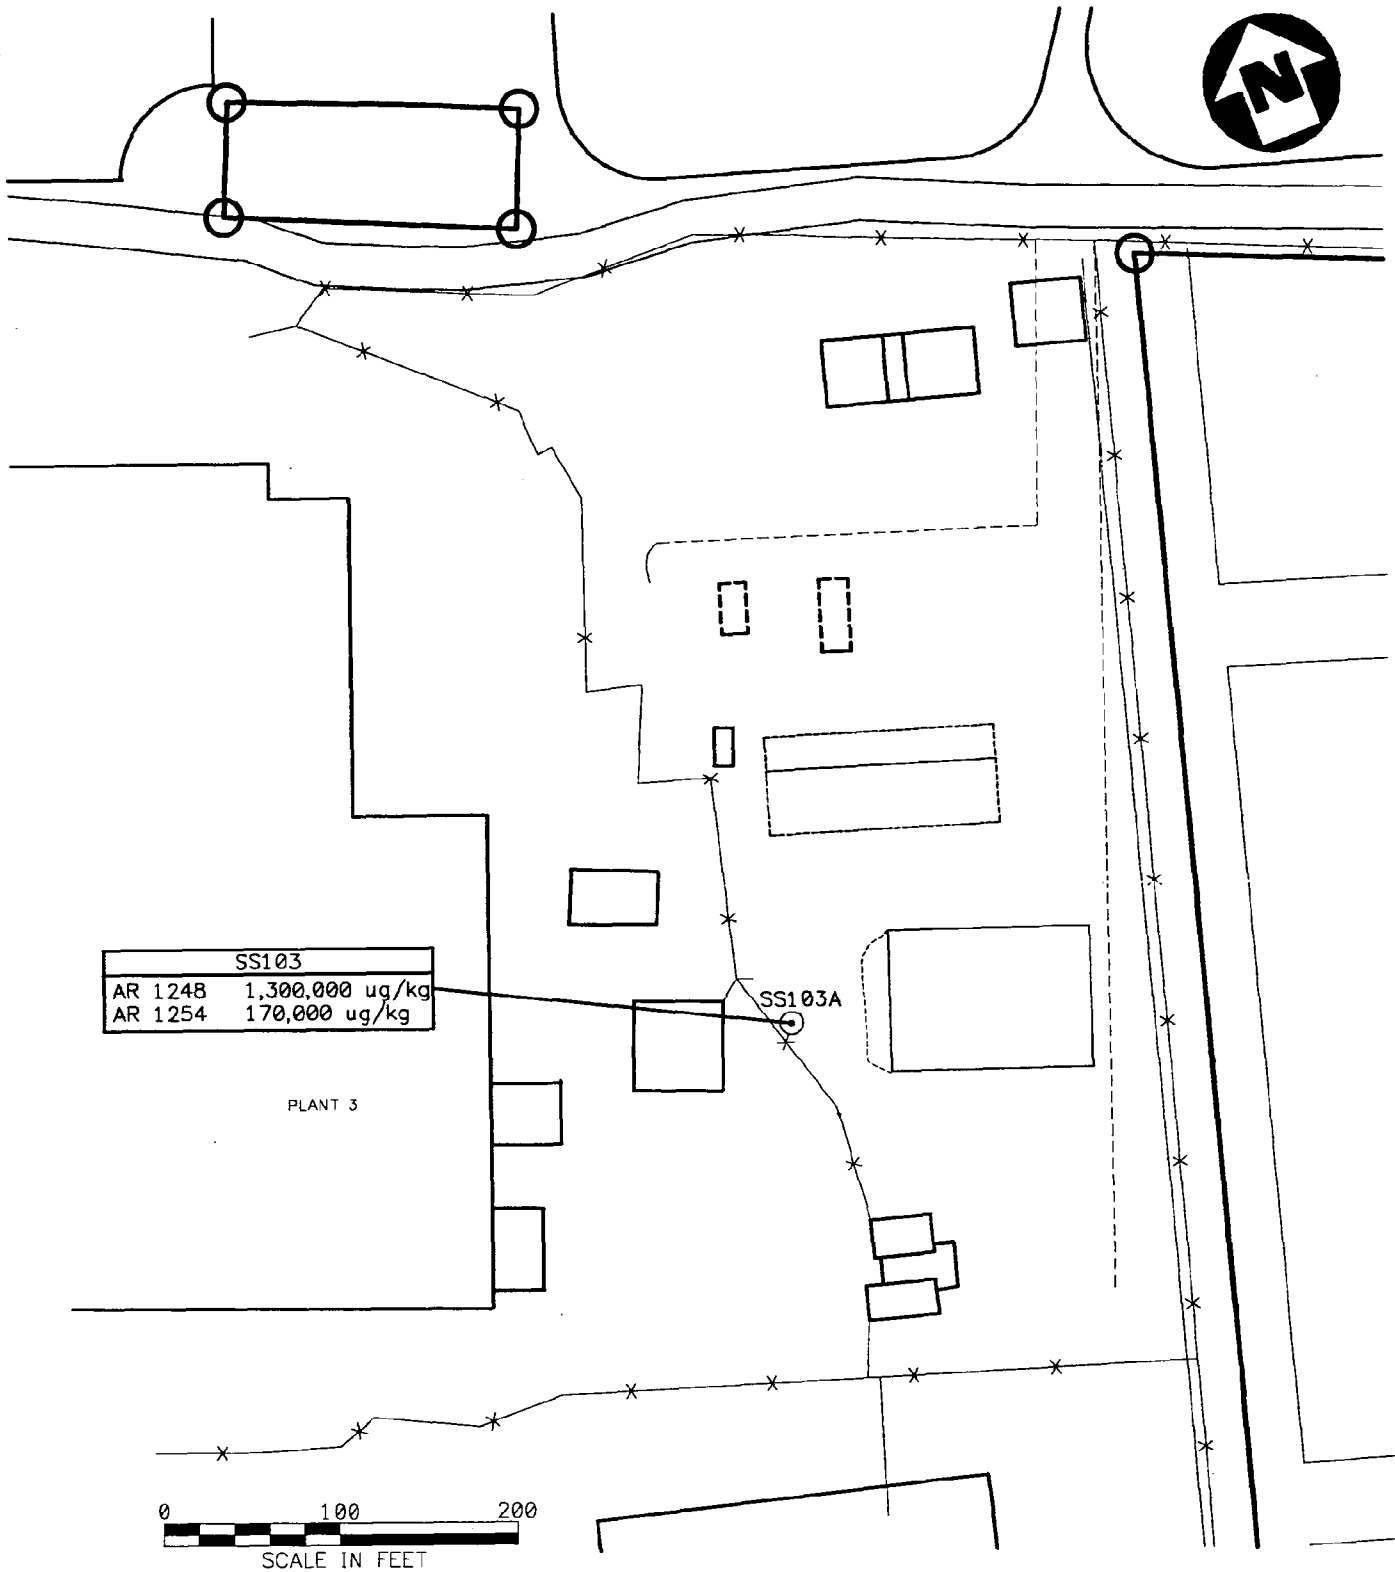 N
SS103
AR 1248 1,300,000 ug/kg
AR 1254 170,000 ug/kg
SS103A
PLANT 3
0 100 200
SCALE IN FEET